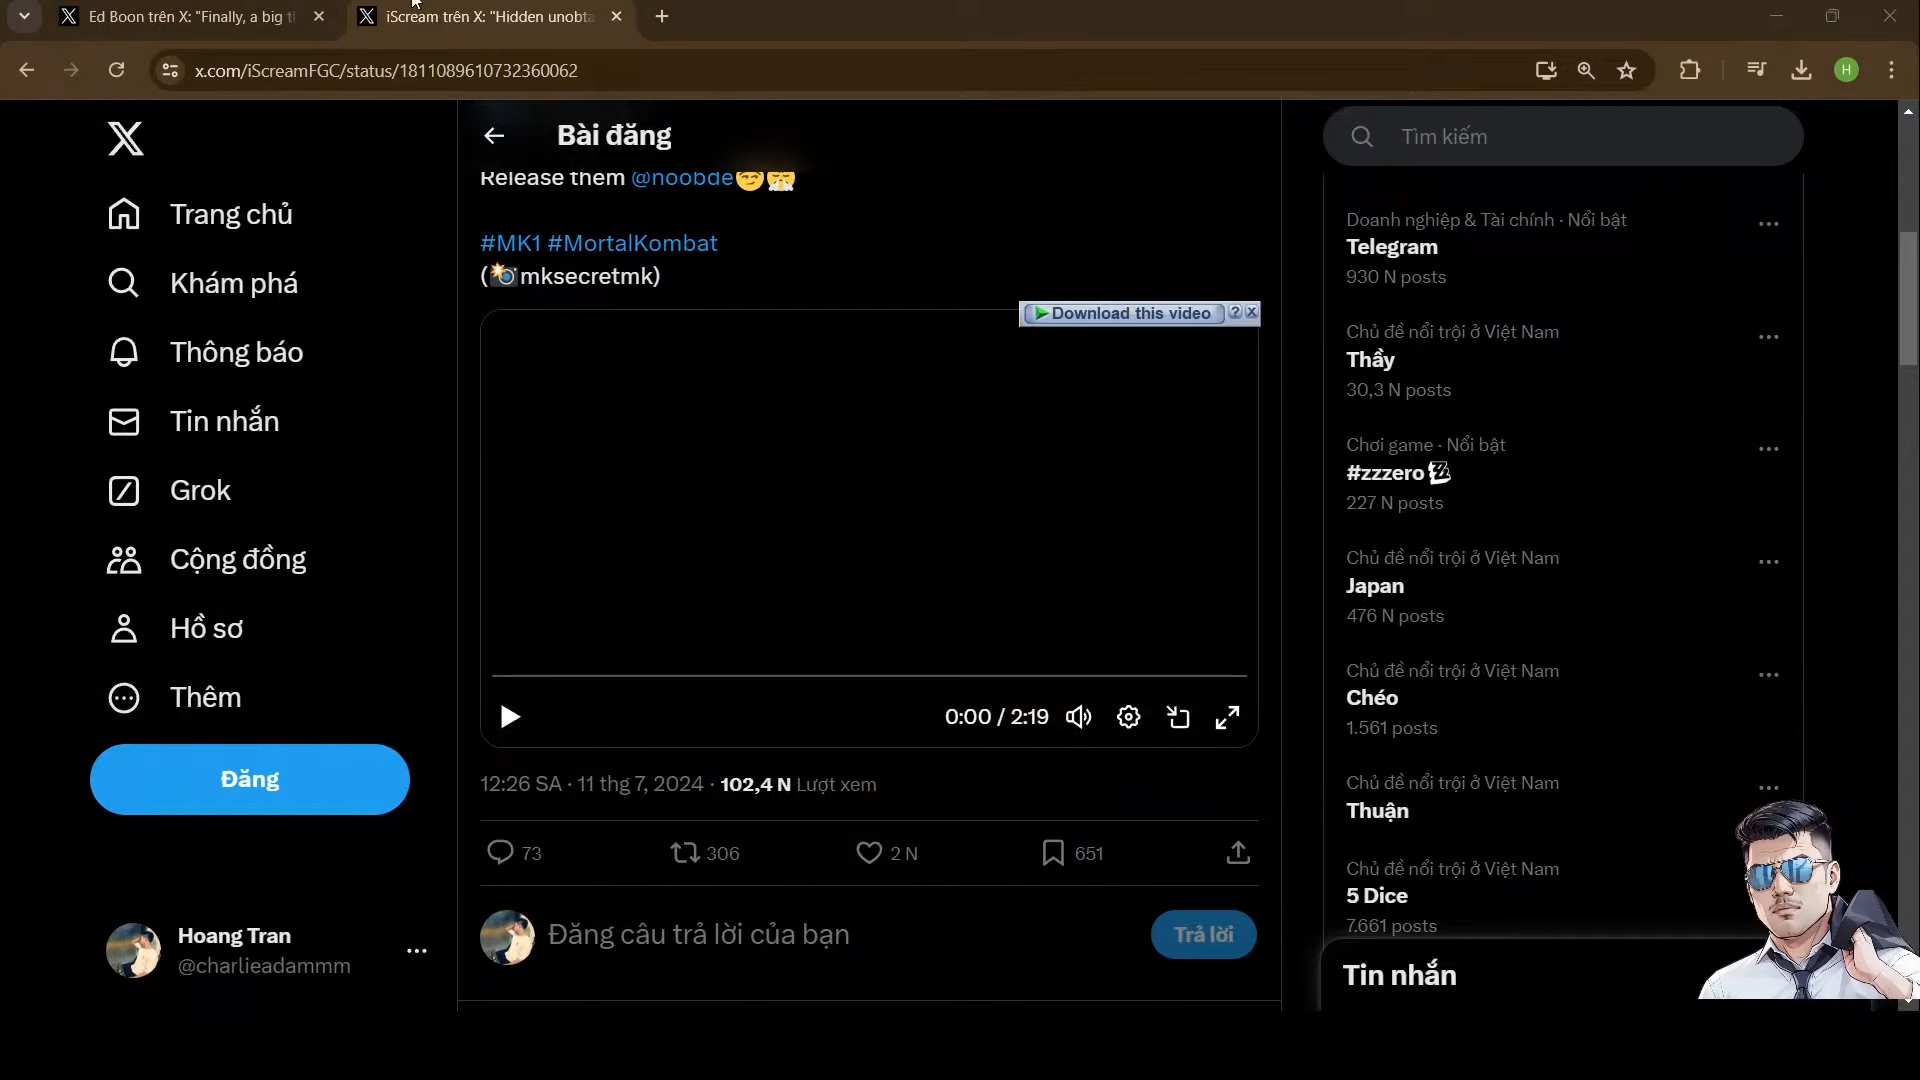 Ed Boon trên X: "Finally, a big t
iScream trên X: "Hidden unobta
x.com/iScreamFGC/status/1811089610732360062
H
Trang chủ
Khám phá
Thông báo
Tin nhắn
Grok
Cộng đồng
Hồ sơ
Thêm
Đăng
Hoang Tran
@charlieadammm
Bài đăng
Release them @noobde
#MK1 #MortalKombat
(📸mksecretmk)
Download this video
0:00 / 2:19
12:26 SA · 11 thg 7, 2024 · 102,4 N Lượt xem
73
306
2 N
651
Đăng câu trả lời của bạn
Trả lời
Tìm kiếm
Doanh nghiệp & Tài chính · Nổi bật
Telegram
930 N posts
Chủ đề nổi trội ở Việt Nam
Thầy
30,3 N posts
Chơi game · Nổi bật
#zzzero
227 N posts
Chủ đề nổi trội ở Việt Nam
Japan
476 N posts
Chủ đề nổi trội ở Việt Nam
Chéo
1.561 posts
Chủ đề nổi trội ở Việt Nam
Thuận
Chủ đề nổi trội ở Việt Nam
5 Dice
7.661 posts
Tin nhắn